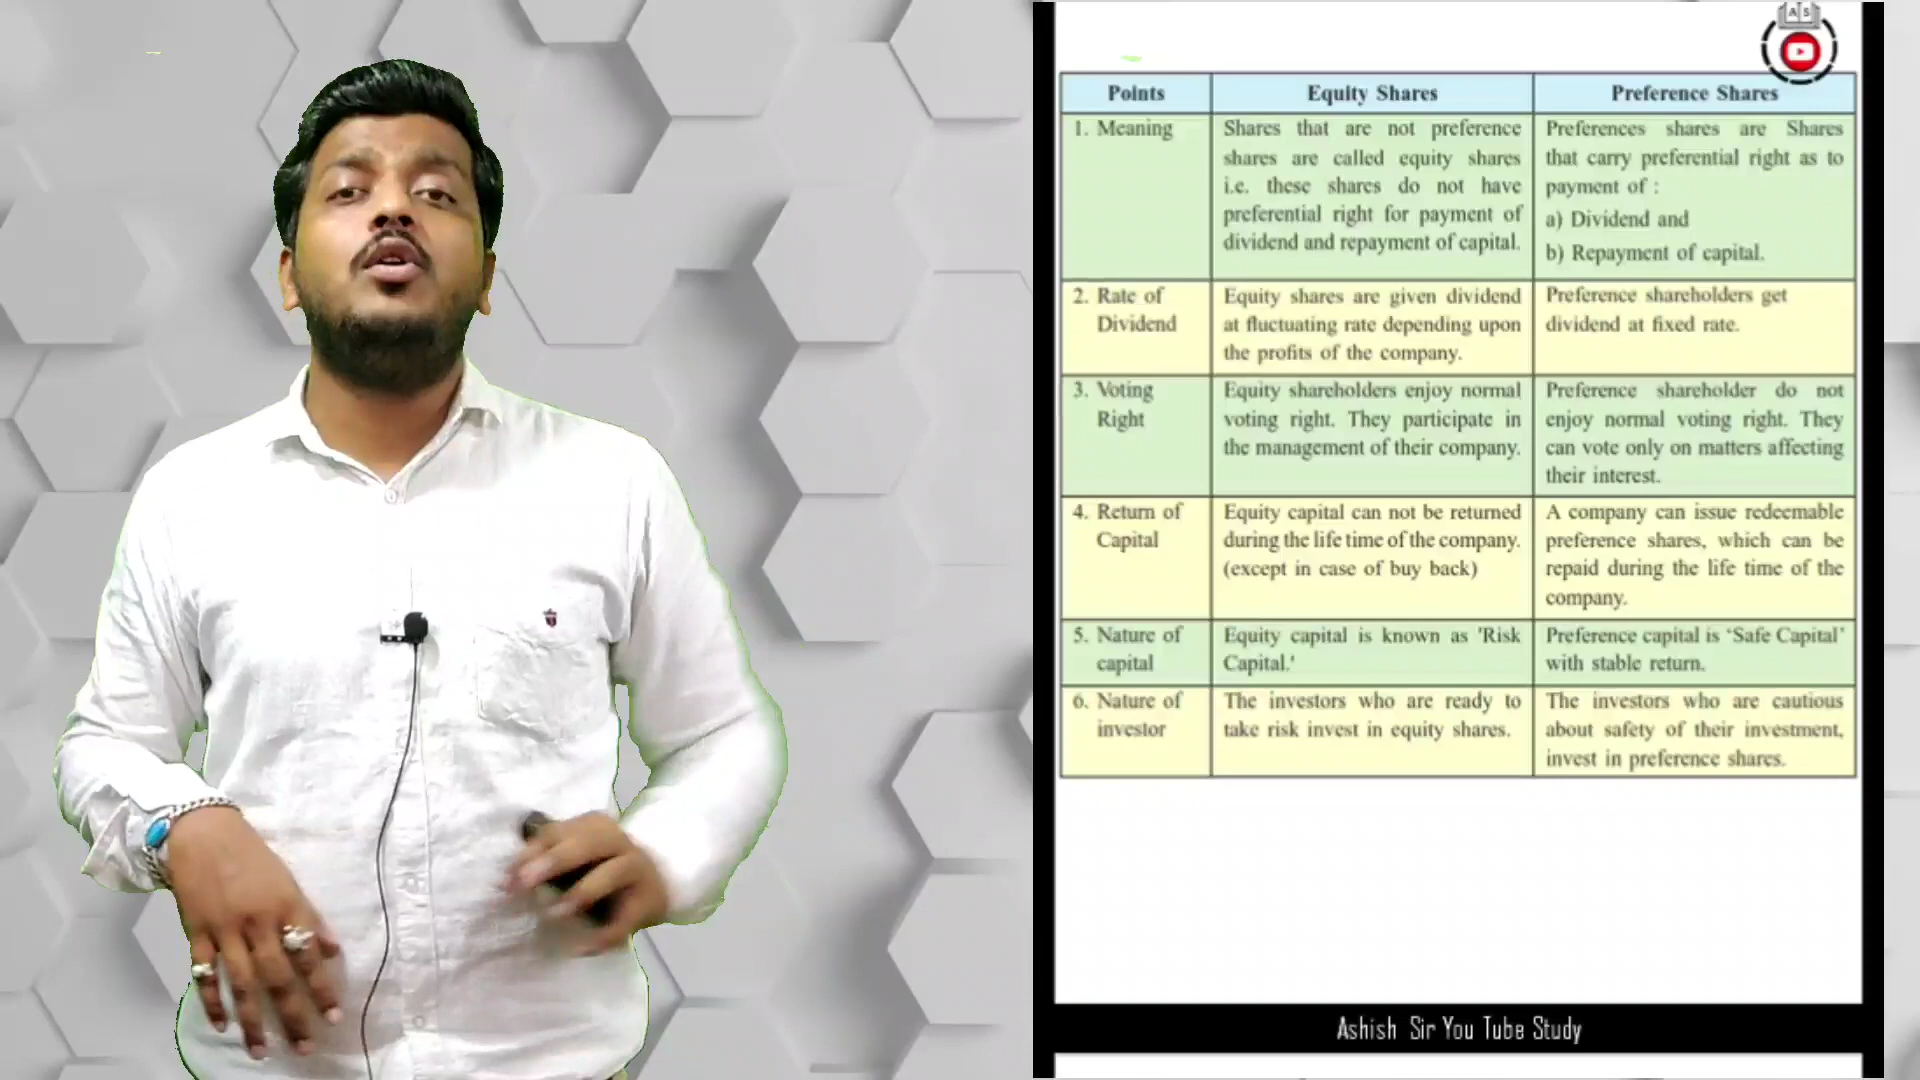 A S
Points Equity Shares Preference Shares
1. Meaning
Shares that are not preference
shares are called equity shares
i.e. these shares do not have
preferential right for payment of
dividend and repayment of capital.
Preferences shares are Shares
that carry preferential right as to
payment of :
a) Dividend and
b) Repayment of capital.
2. Rate of
Dividend
Equity shares are given dividend
at fluctuating rate depending upon
the profits of the company.
Preference shareholders get
dividend at fixed rate.
3. Voting
Right
Equity shareholders enjoy normal
voting right. They participate in
the management of their company.
Preference shareholder do not
enjoy normal voting right. They
can vote only on matters affecting
their interest.
4. Return of
Capital
Equity capital can not be returned
during the life time of the company.
(except in case of buy back)
A company can issue redeemable
preference shares, which can be
repaid during the life time of the
company.
5. Nature of
capital
Equity capital is known as 'Risk
Capital.'
Preference capital is ‘Safe Capital’
with stable return.
6. Nature of
investor
The investors who are ready to
take risk invest in equity shares.
The investors who are cautious
about safety of their investment,
invest in preference shares.
Ashish Sir You Tube Study